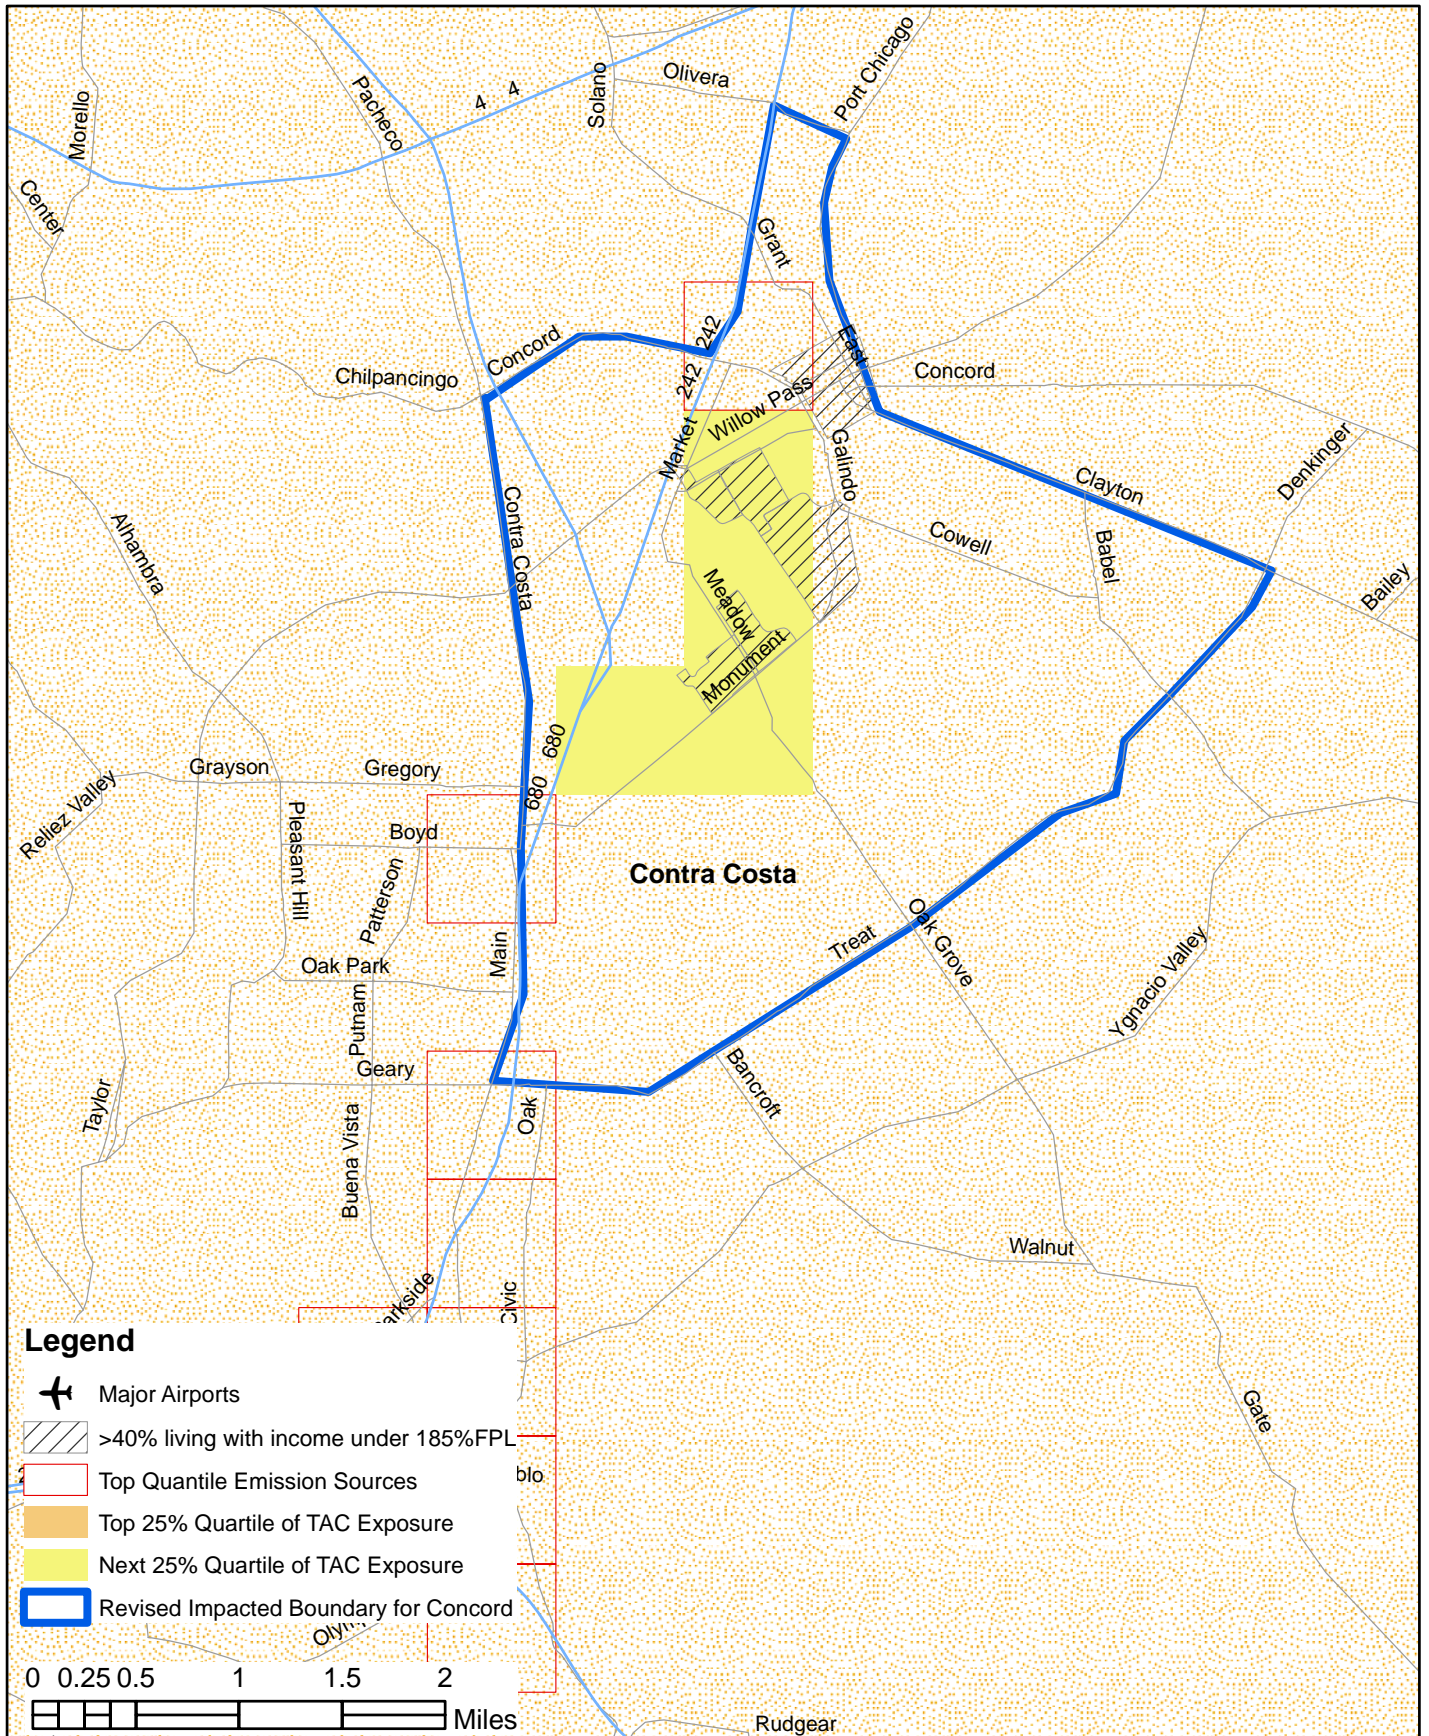 Olivera
Port Chicago
Solano
4 4
Pacheco
Morello
Center
Grant
242
242
East
Concord
Concord
Chilpancingo
Willow Pass
Market
Galindo
Denkinger
Clayton
Contra Costa
Alhambra
Cowell
Babel
Bailey
Meadow
Monument
680
680
Grayson
Gregory
Reliez Valley
Pleasant Hill
Boyd
Patterson
Contra Costa
Oak Grove
Treat
Main
Oak Park
Ygnacio Valley
Putnam
Geary
Bancroft
Taylor
Oak
Buena Vista
Walnut
Civic
arkside
Gate
Legend
Major Airports
>40% living with income under 185%FPL
Top Quantile Emission Sources
blo
Top 25% Quartile of TAC Exposure
Next 25% Quartile of TAC Exposure
Revised Impacted Boundary for Concord
Olymp
0 0.25 0.5 1 1.5 2
Miles
Rudgear